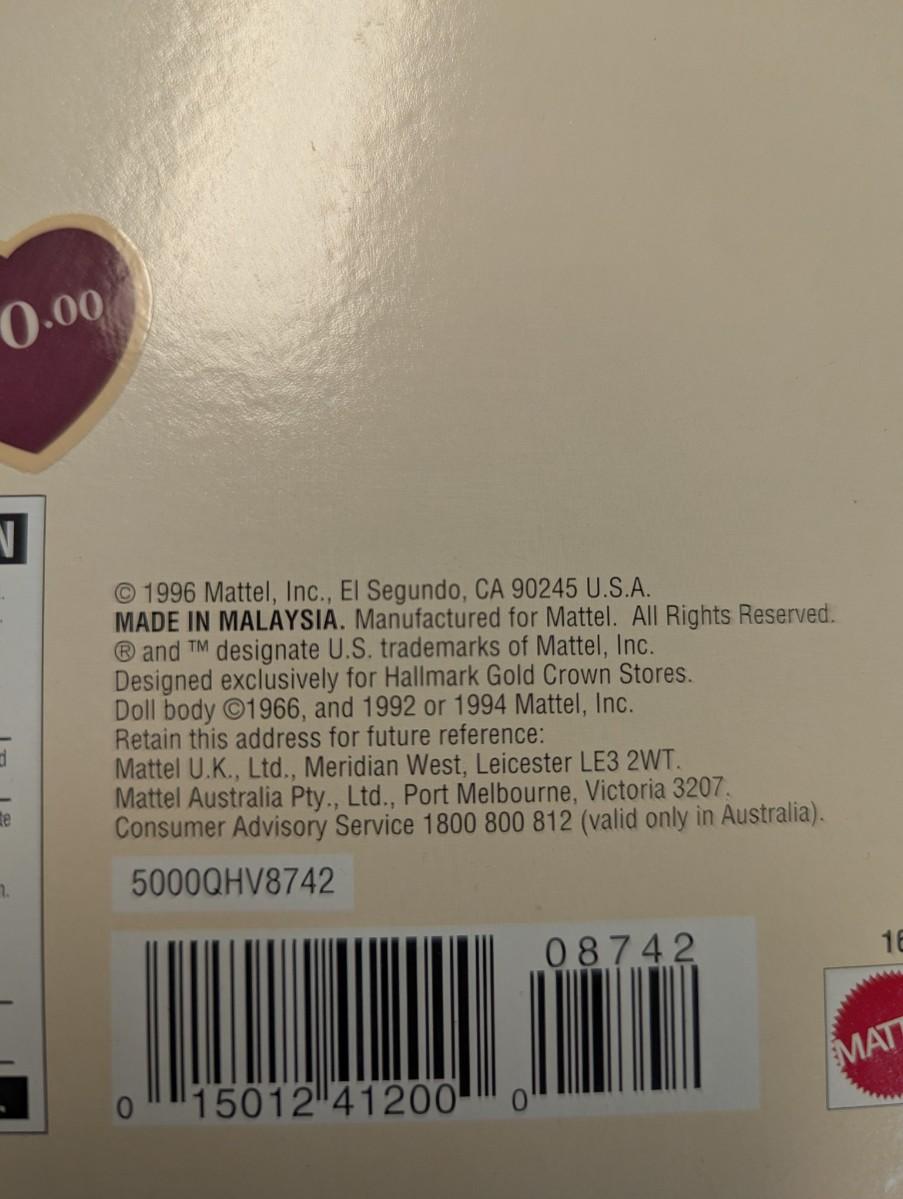 0.00
N
© 1996 Mattel, Inc., El Segundo, CA 90245 U.S.A.
MADE IN MALAYSIA. Manufactured for Mattel. All Rights Reserved.
® and ™ designate U.S. trademarks of Mattel, Inc.
Designed exclusively for Hallmark Gold Crown Stores.
Doll body ©1966, and 1992 or 1994 Mattel, Inc.
Retain this address for future reference:
Mattel U.K., Ltd., Meridian West, Leicester LE3 2WT.
Mattel Australia Pty., Ltd., Port Melbourne, Victoria 3207.
Consumer Advisory Service 1800 800 812 (valid only in Australia).
d
te
n.
5000QHV8742
08742
0 15012 41200 0
16
MATT